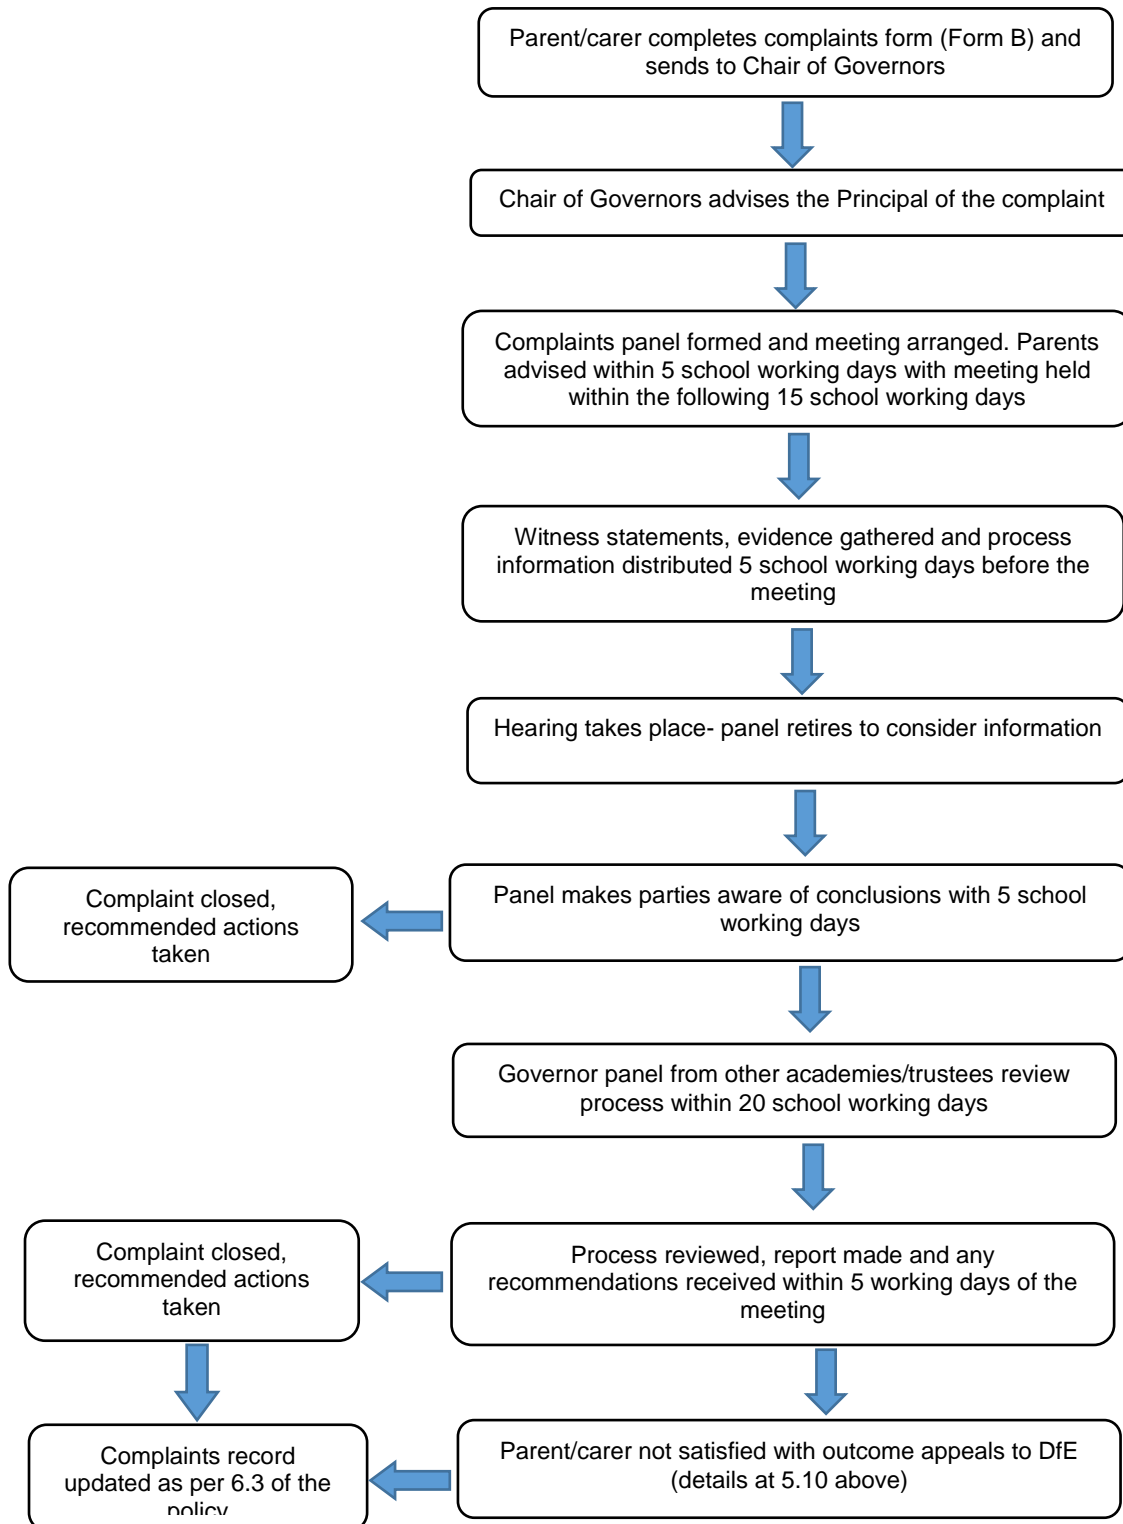 Parent/carer completes complaints form (Form B) and
sends to Chair of Governors
Chair of Governors advises the Principal of the complaint
Complaints panel formed and meeting arranged. Parents
advised within 5 school working days with meeting held
within the following 15 school working days
Witness statements, evidence gathered and process
information distributed 5 school working days before the
meeting
Hearing takes place- panel retires to consider information
Panel makes parties aware of conclusions with 5 school
working days
Complaint closed,
recommended actions
taken
Governor panel from other academies/trustees review
process within 20 school working days
Process reviewed, report made and any
recommendations received within 5 working days of the
meeting
Complaint closed,
recommended actions
taken
Parent/carer not satisfied with outcome appeals to DfE
(details at 5.10 above)
Complaints record
updated as per 6.3 of the
policy